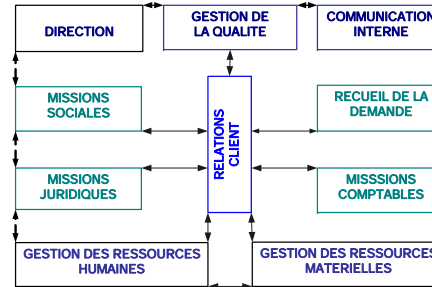 DIRECTION
GESTION DE
LA QUALITE
COMMUNICATION
INTERNE
MISSIONS
SOCIALES
RELATIONS
CLIENT
RECUEIL DE LA
DEMANDE
MISSIONS
JURIDIQUES
MISSSIONS
COMPTABLES
GESTION DES RESSOURCES
HUMAINES
GESTION DES RESSOURCES
MATERIELLES